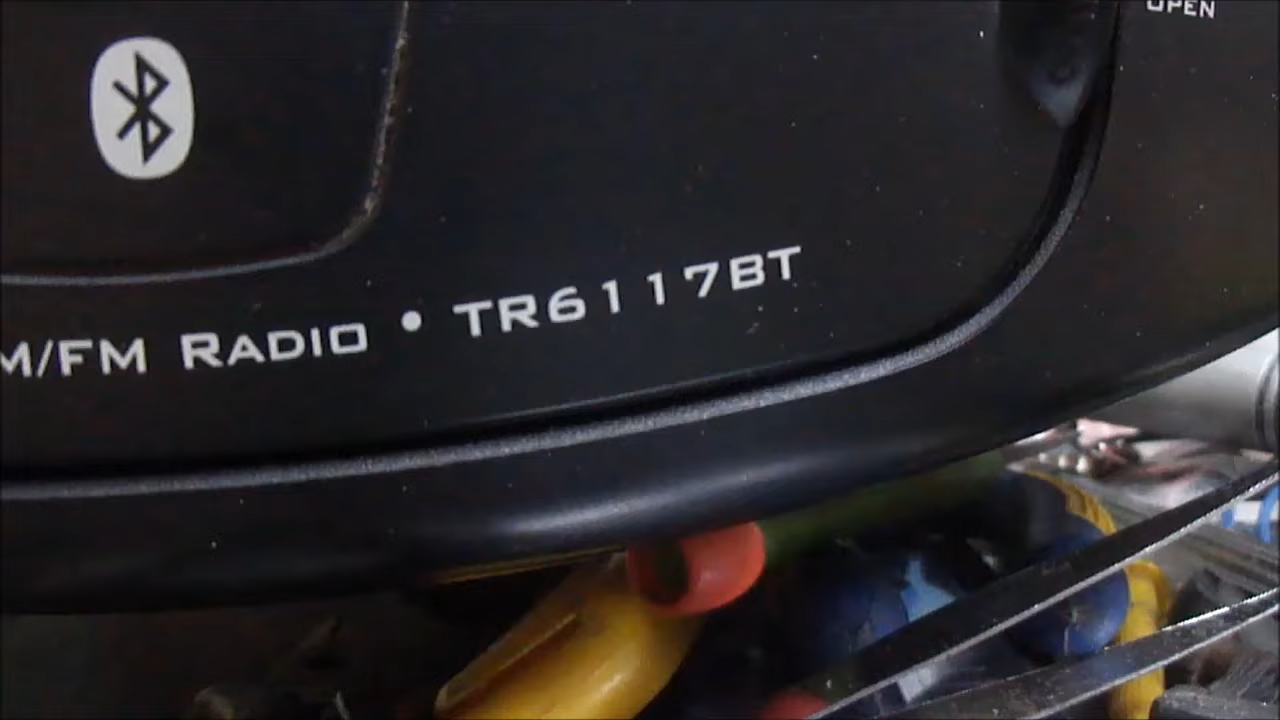 OPEN
M/FM RADIO • TR6117BT